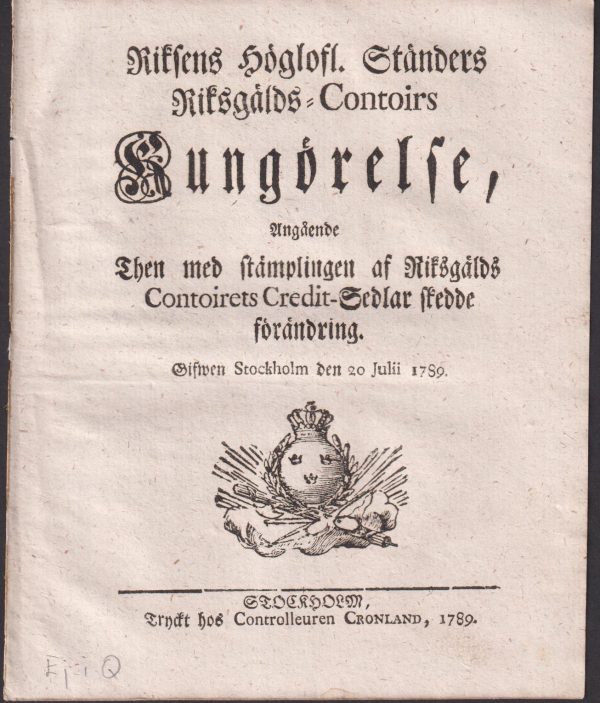 Riksens Höglofl. Ständers
Riksgälds-Contoirs
Kungörelse,
Angående
Then med stämplingen af Riksgälds
Contoirets Credit-Sedlar skedde
förändring.
Gifwen Stockholm den 20 Julii 1789.
STOCKHOLM,
Tryckt hos Controlleuren CRONLAND, 1789.
Ej i Q